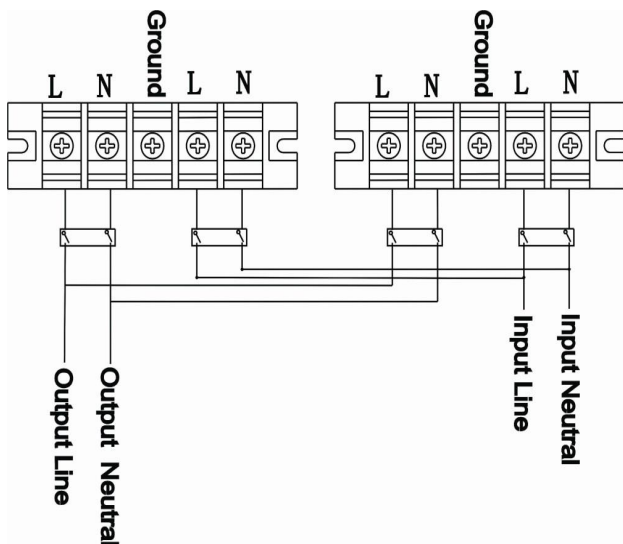 Ground
Ground
L N L N
L N L N
Input Line
Input Neutral
Output Line
Output Neutral